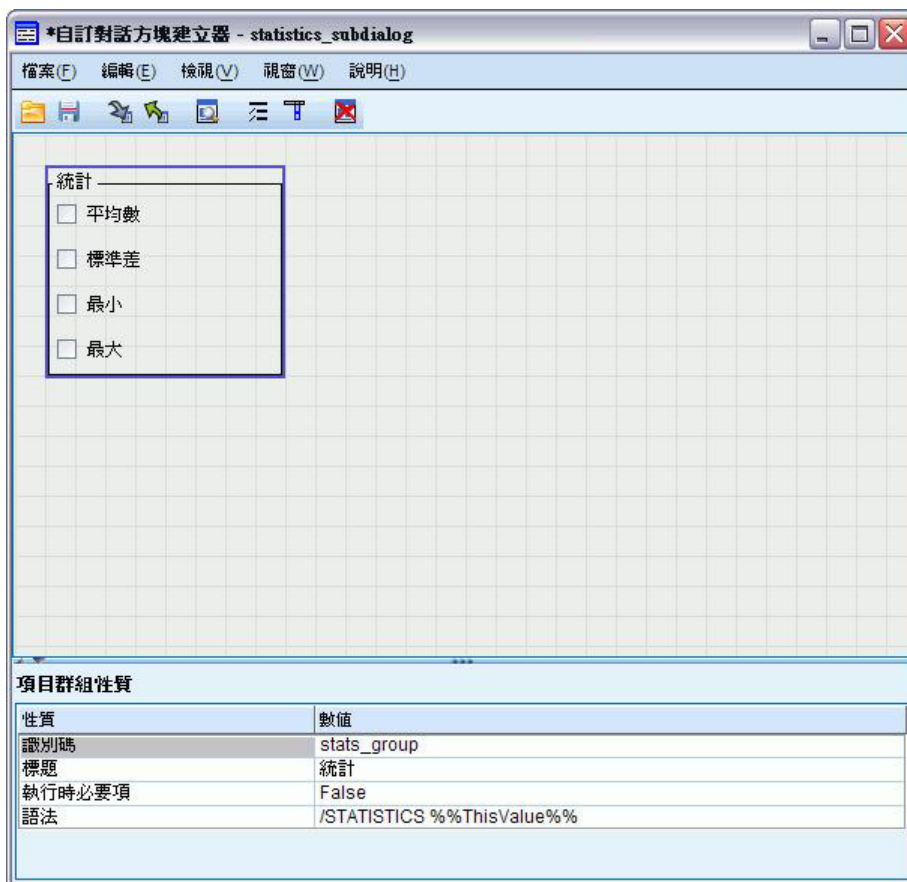 *自訂對話方塊建立器 - statistics_subdialog
檔案(F) 編輯(E) 檢視(V) 視窗(W) 說明(H)
統計
平均數
標準差
最小
最大
項目群組性質
性質 數值
識別碼 stats_group
標題 統計
執行時必要項 False
語法 /STATISTICS %%ThisValue%%